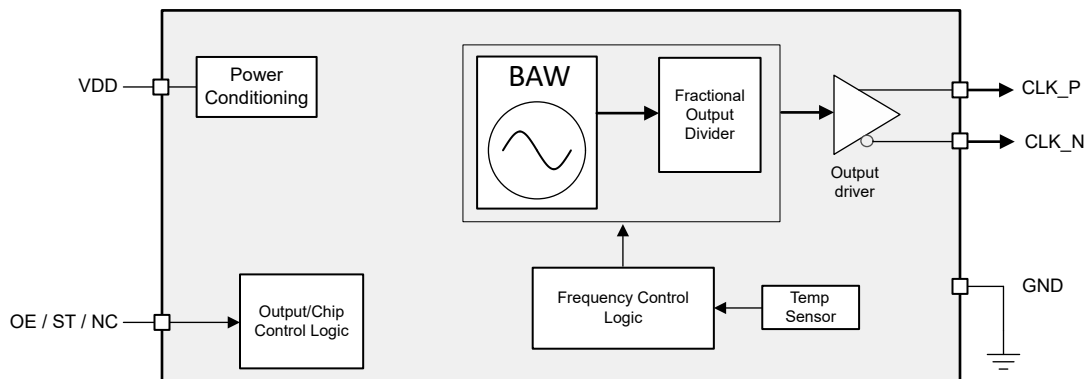 VDD
Power
Conditioning
BAW
Fractional
Output
Divider
CLK_P
CLK_N
Output
driver
OE / ST / NC
Output/Chip
Control Logic
Frequency Control
Logic
Temp
Sensor
GND